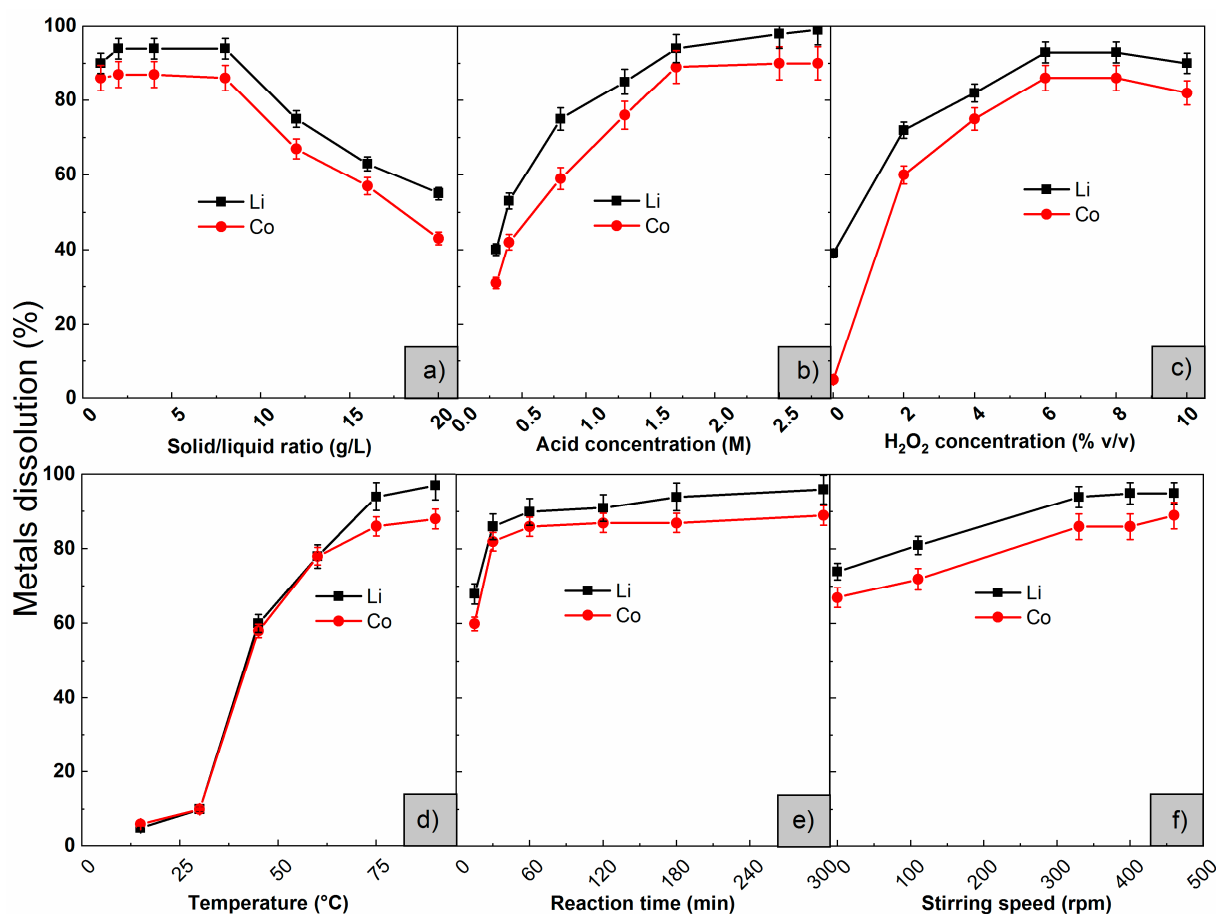 Metals dissolution (%)
100
80
60
40
20
0
Li
Co
a)
0 5 10 15 20
Solid/liquid ratio (g/L)
Li
Co
b)
0.0 0.5 1.0 1.5 2.0 2.5
Acid concentration (M)
Li
Co
c)
0 2 4 6 8 10
H₂O₂ concentration (% v/v)
100
80
60
40
20
0
Li
Co
d)
0 25 50 75
Temperature (°C)
Li
Co
e)
0 60 120 180 240 300
Reaction time (min)
Li
Co
f)
0 100 200 300 400 500
Stirring speed (rpm)